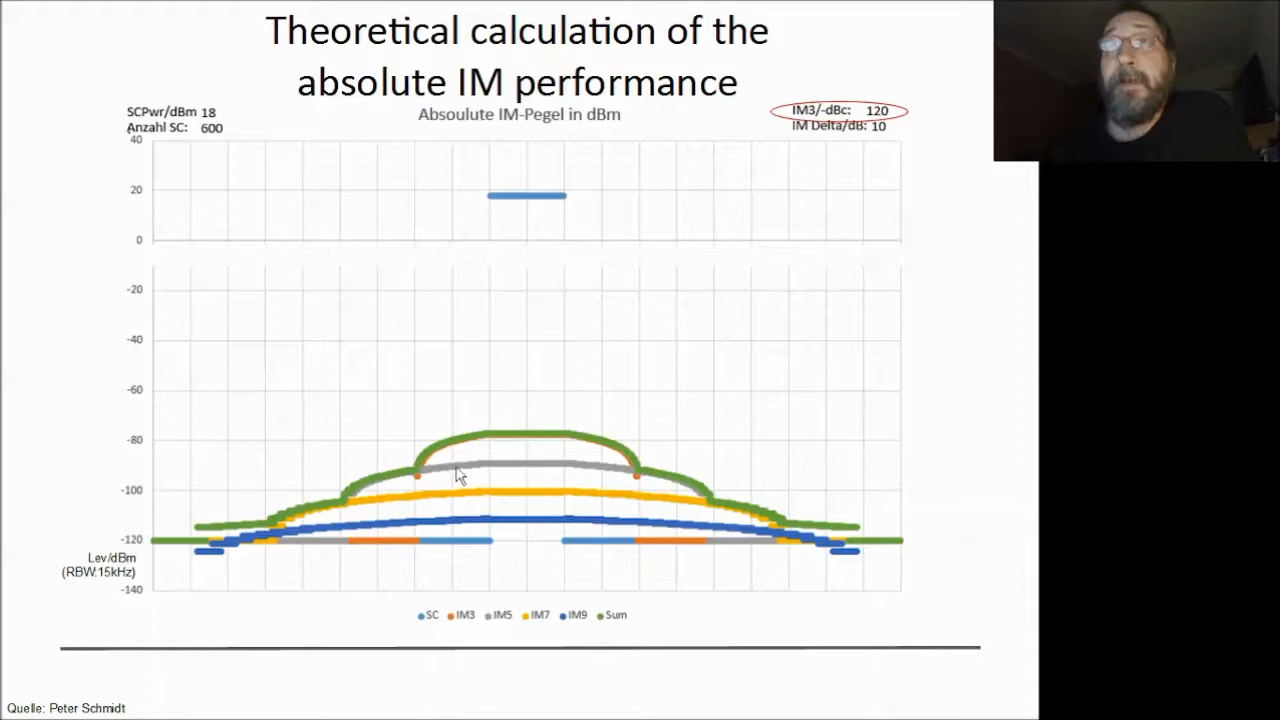 Theoretical calculation of the
absolute IM performance
SCPwr/dBm 18
Anzahl SC: 600
Absoulute IM-Pegel in dBm
IM3/-dBc: 120
IM Delta/dB: 10
40
20
0
-20
-40
-60
-80
-100
-120
Lev/dBm
(RBW:15kHz)
-140
SC IM3 IM5 IM7 IM9 Sum
Quelle: Peter Schmidt